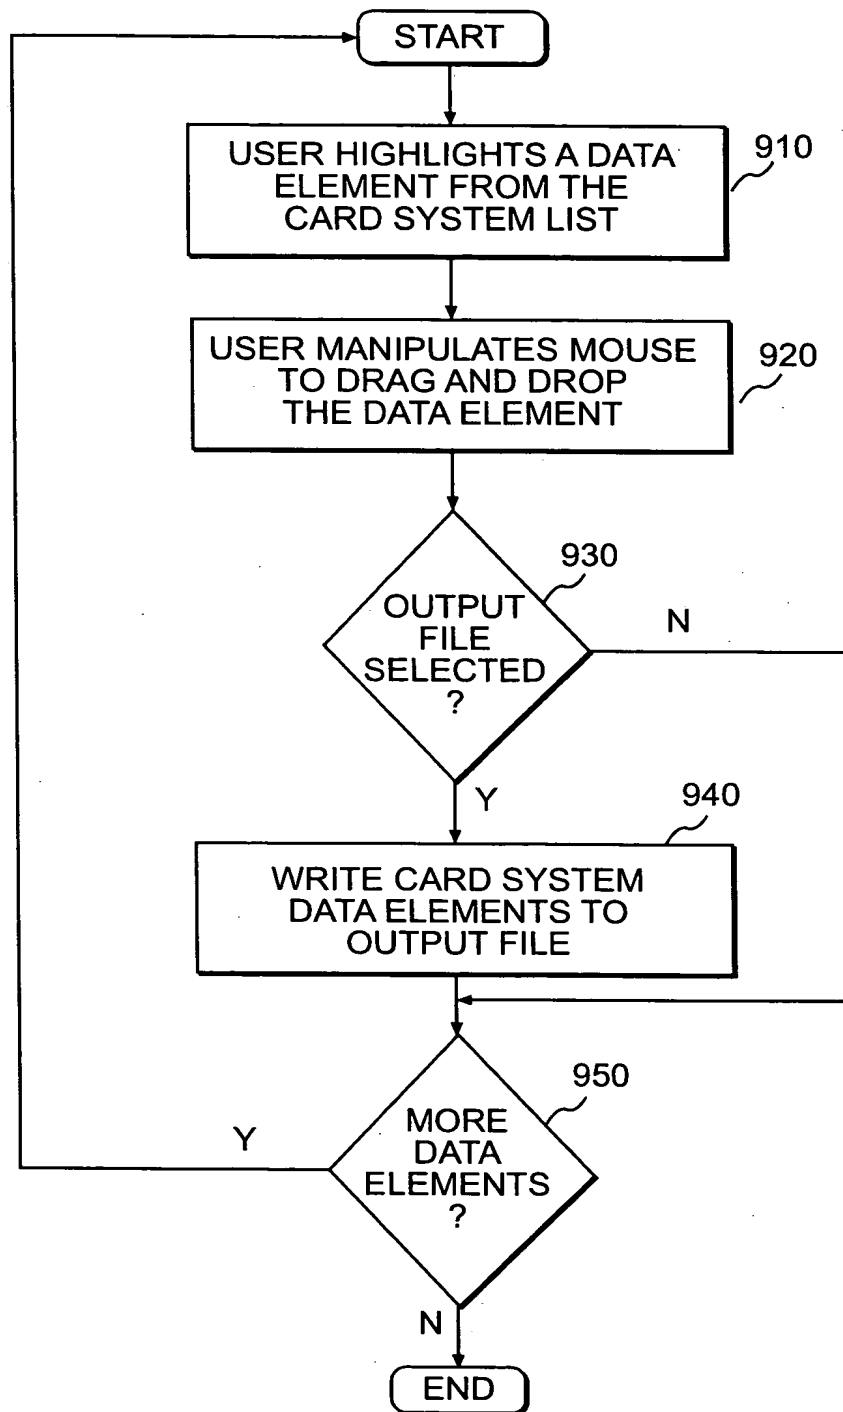 START
USER HIGHLIGHTS A DATA
ELEMENT FROM THE
CARD SYSTEM LIST
910
USER MANIPULATES MOUSE
TO DRAG AND DROP
THE DATA ELEMENT
920
930
OUTPUT
FILE
SELECTED
?
N
Y
940
WRITE CARD SYSTEM
DATA ELEMENTS TO
OUTPUT FILE
950
MORE
DATA
ELEMENTS
?
Y
N
END